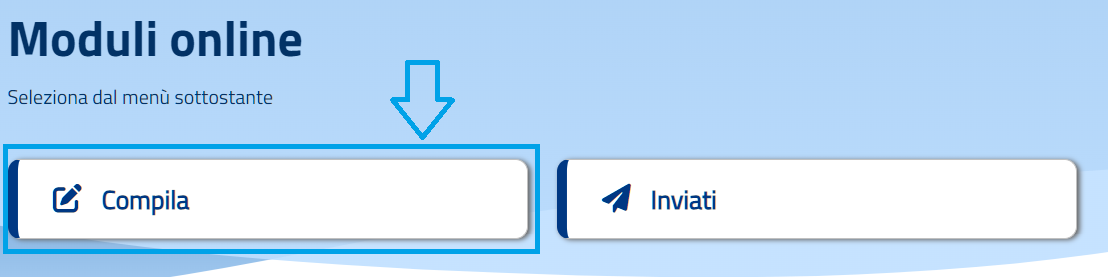 Moduli online
Seleziona dal menù sottostante
Compila
Inviati